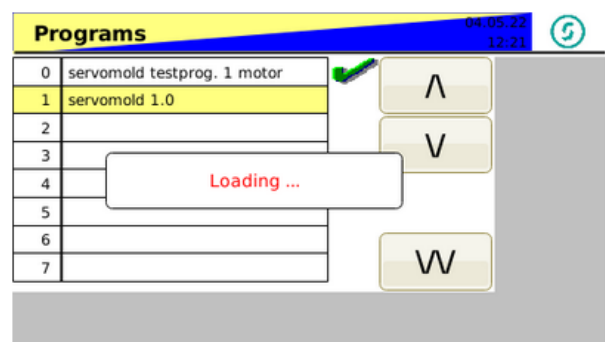 Programs
04.05.22
12:21
0 servomold testprog. 1 motor
1 servomold 1.0
2
3
4
5
6
7
Loading ...
/\
\/
\/\/